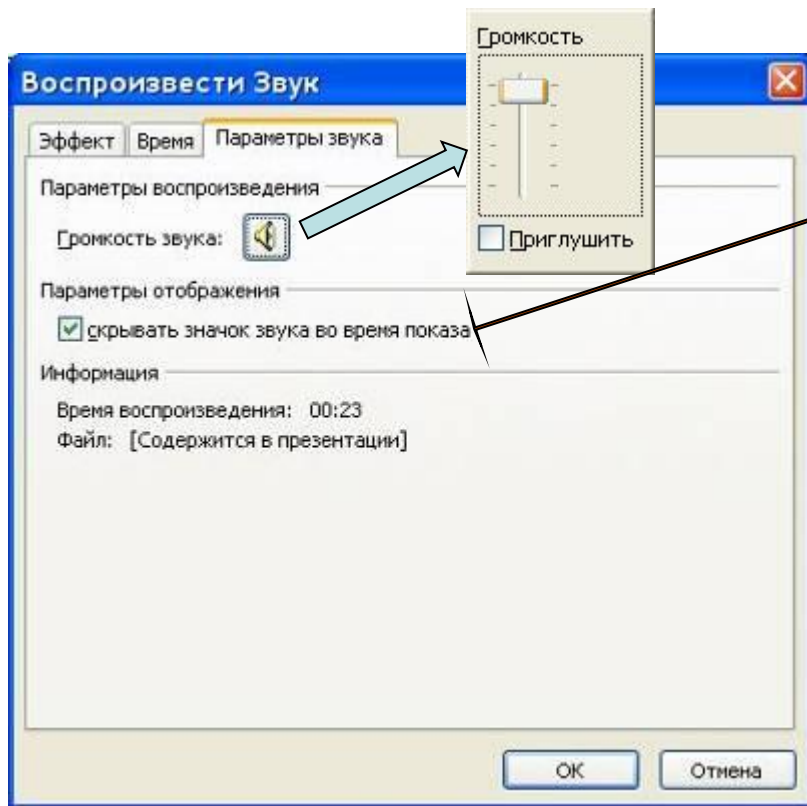 Громкость
Воспроизвести Звук
Эффект Время Параметры звука
Параметры воспроизведения
Громкость звука:
Приглушить
Параметры отображения
скрывать значок звука во время показа
Информация
Время воспроизведения: 00:23
Файл: [Содержится в презентации]
ОК Отмена